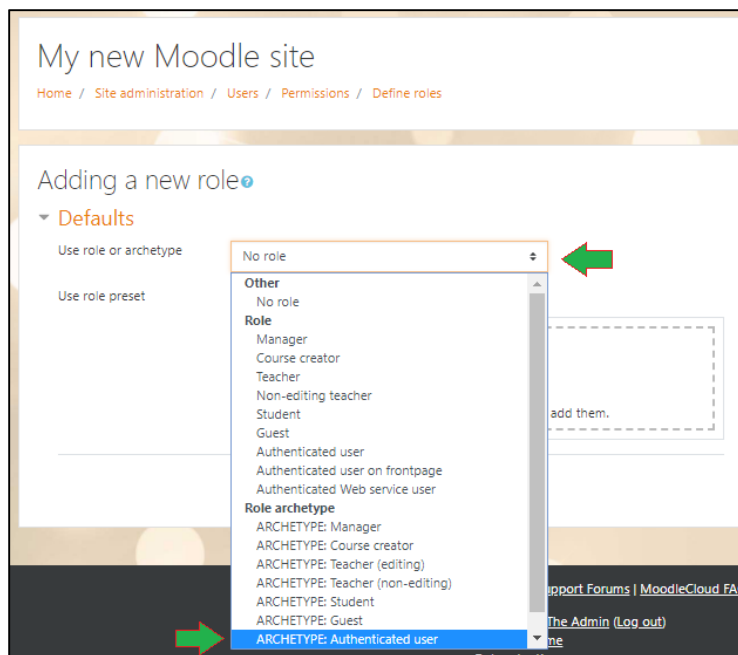 My new Moodle site
Home / Site administration / Users / Permissions / Define roles
Adding a new role
Defaults
Use role or archetype
No role
Use role preset
Other
No role
Role
Manager
Course creator
Teacher
Non-editing teacher
Student
add them.
Guest
Authenticated user
Authenticated user on frontpage
Authenticated Web service user
Role archetype
ARCHETYPE: Manager
ARCHETYPE: Course creator
ARCHETYPE: Teacher (editing)
ARCHETYPE: Teacher (non-editing)
pport Forums | MoodleCloud FA
ARCHETYPE: Student
ARCHETYPE: Guest
The Admin (Log out)
ARCHETYPE: Authenticated user
me